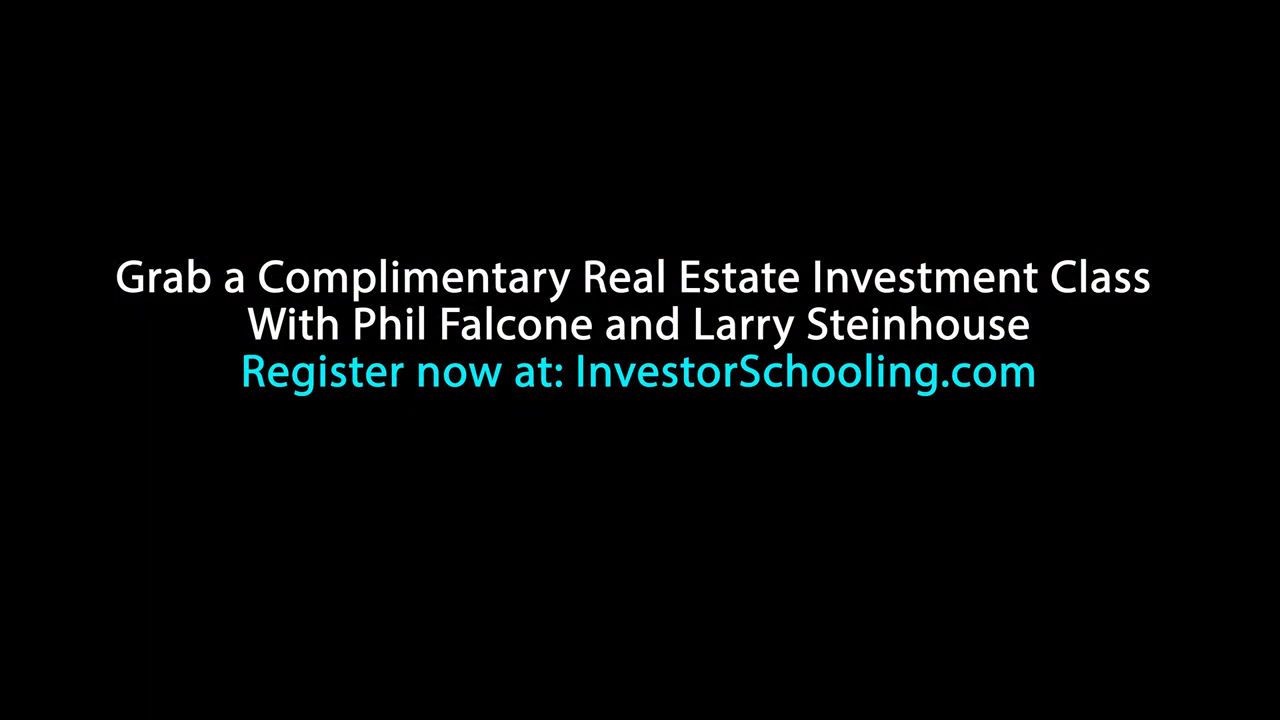 Grab a Complimentary Real Estate Investment Class
With Phil Falcone and Larry Steinhouse
Register now at: InvestorSchooling.com